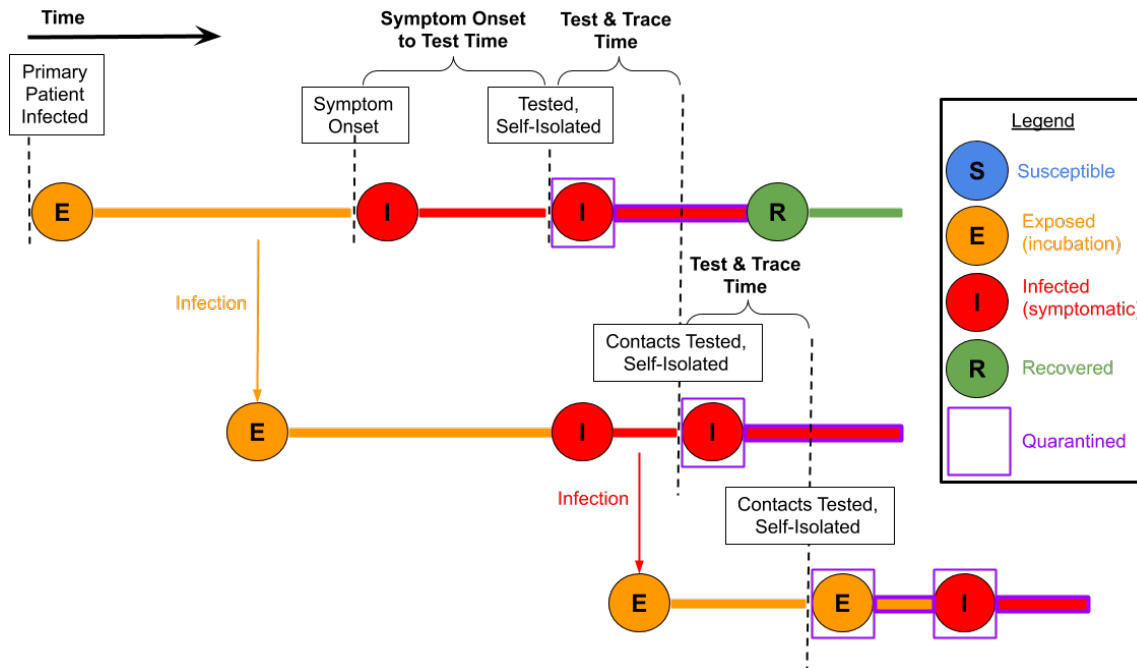 Time
Symptom Onset
to Test Time
Test & Trace
Time
Primary
Patient
Infected
Symptom
Onset
Tested,
Self-Isolated
E
I
I
R
Infection
Test & Trace
Time
Contacts Tested,
Self-Isolated
E
I
I
Infection
Contacts Tested,
Self-Isolated
E
E
I
Legend
S
Susceptible
E
Exposed
(incubation)
I
Infected
(symptomatic)
R
Recovered
Quarantined